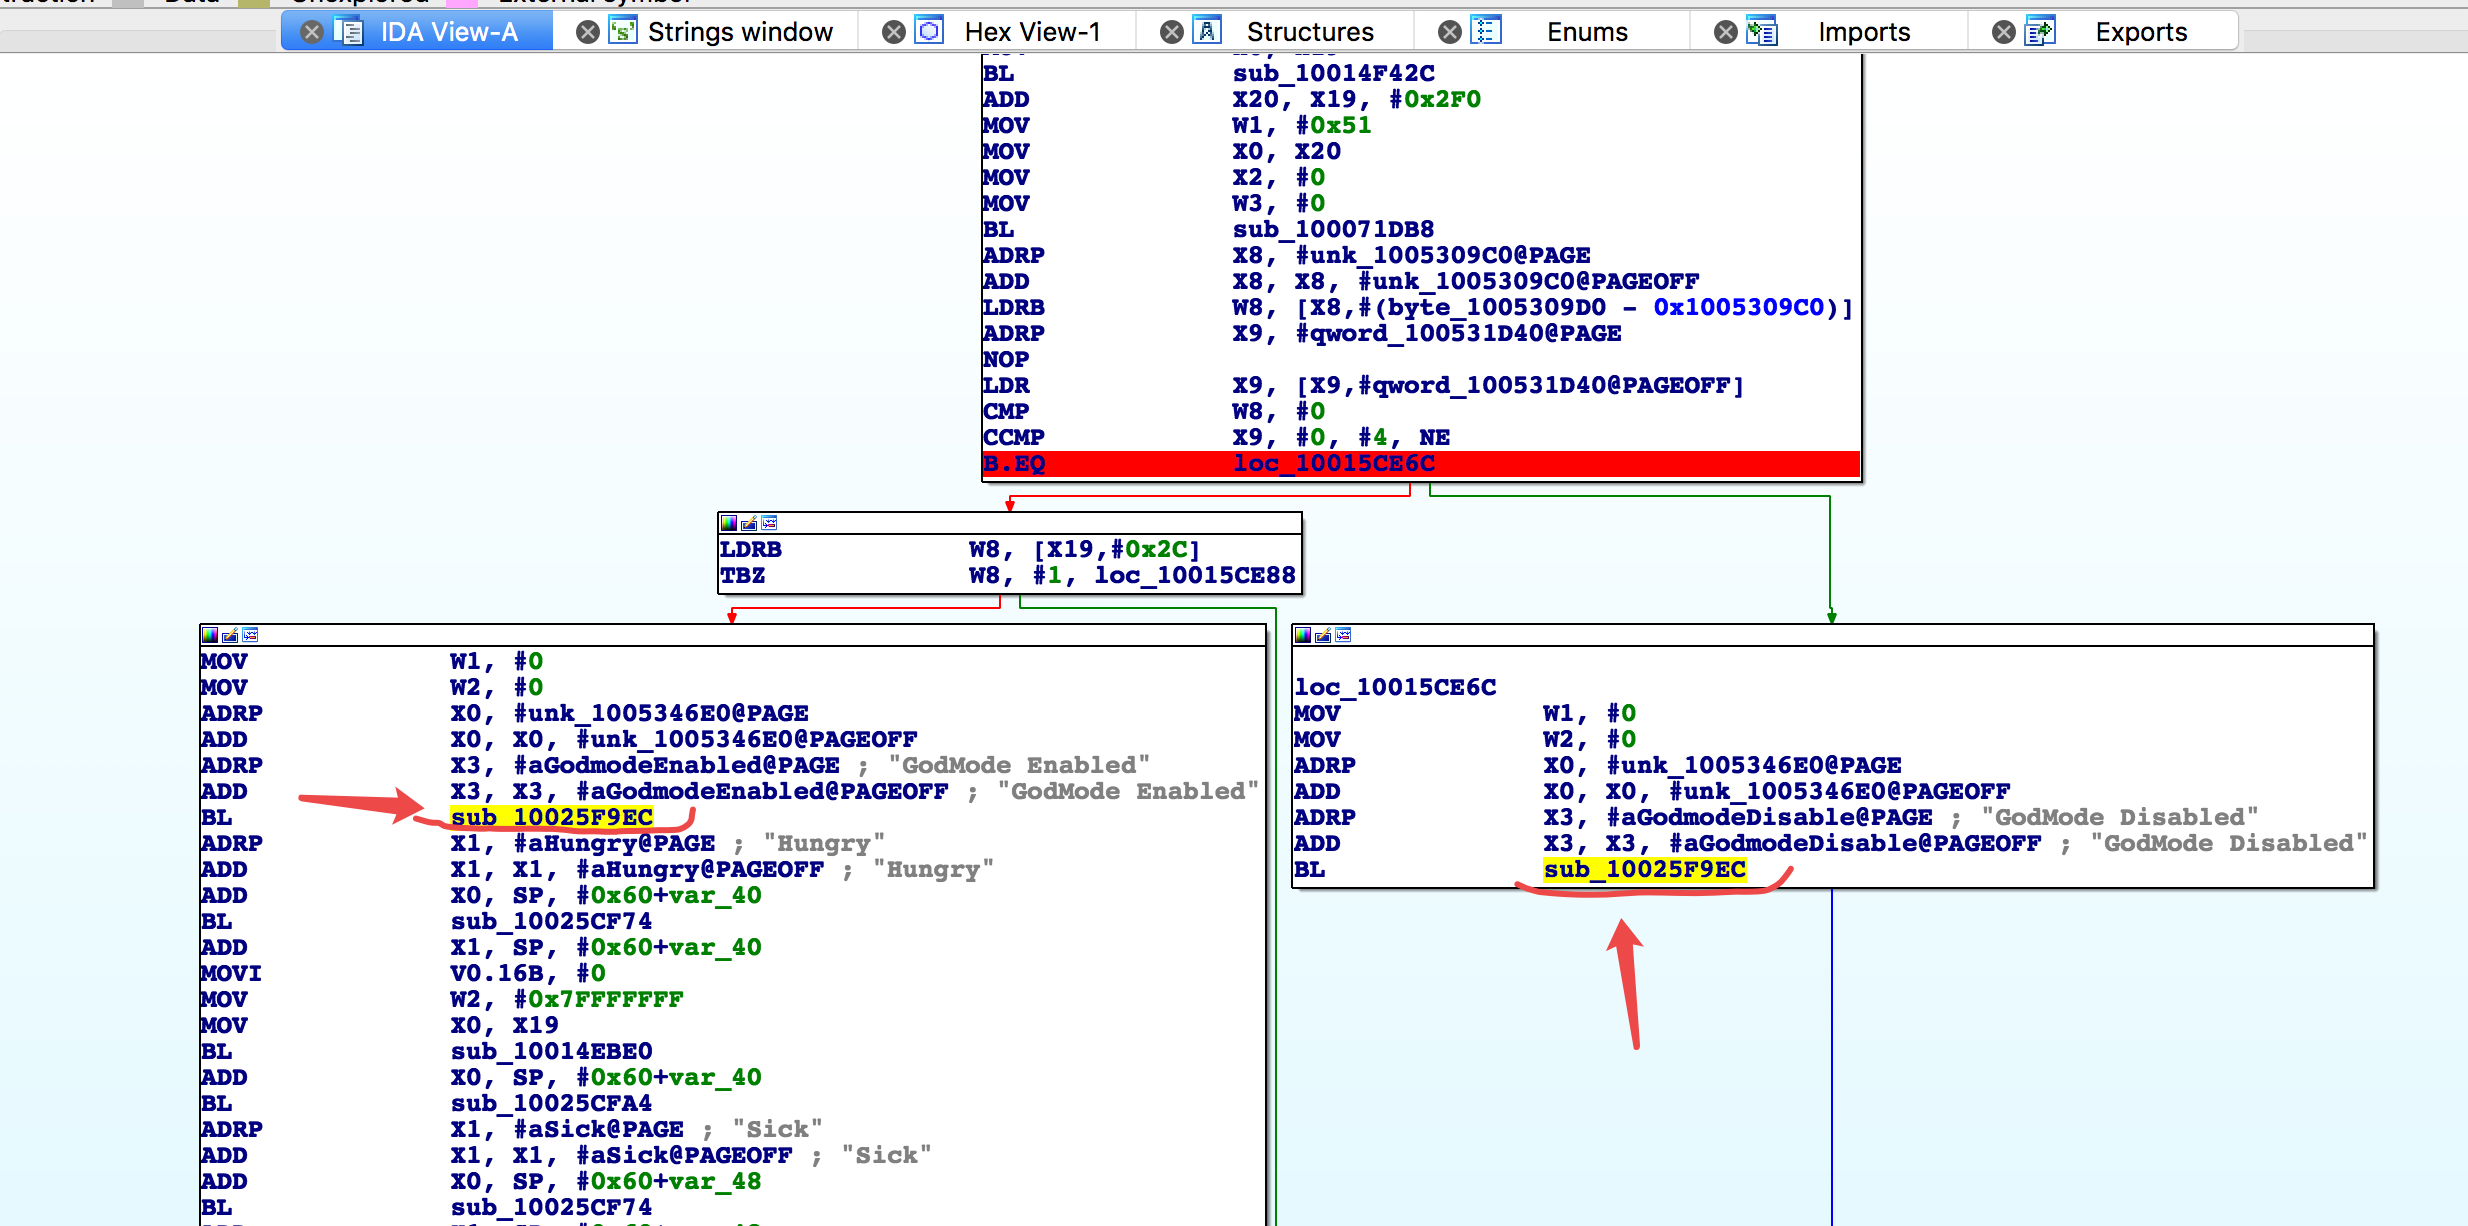 IDA View-A Strings window Hex View-1 Structures Enums Imports Exports
BL sub_10014F42C
ADD X20, X19, #0x2F0
MOV W1, #0x51
MOV X0, X20
MOV X2, #0
MOV W3, #0
BL sub_100071DB8
ADRP X8, #unk_1005309C0@PAGE
ADD X8, X8, #unk_1005309C0@PAGEOFF
LDRB W8, [X8,#(byte_1005309D0 - 0x1005309C0)]
ADRP X9, #qword_100531D40@PAGE
NOP
LDR X9, [X9,#qword_100531D40@PAGEOFF]
CMP W8, #0
CCMP X9, #0, #4, NE
B.EQ loc_10015CE6C
LDRB W8, [X19,#0x2C]
TBZ W8, #1, loc_10015CE88
MOV W1, #0
MOV W2, #0
ADRP X0, #unk_1005346E0@PAGE
ADD X0, X0, #unk_1005346E0@PAGEOFF
ADRP X3, #aGodmodeEnabled@PAGE ; "GodMode Enabled"
ADD X3, X3, #aGodmodeEnabled@PAGEOFF ; "GodMode Enabled"
BL sub_10025F9EC
ADRP X1, #aHungry@PAGE ; "Hungry"
ADD X1, X1, #aHungry@PAGEOFF ; "Hungry"
ADD X0, SP, #0x60+var_40
BL sub_10025CF74
ADD X1, SP, #0x60+var_40
MOVI V0.16B, #0
MOV W2, #0x7FFFFFFF
MOV X0, X19
BL sub_10014EBE0
ADD X0, SP, #0x60+var_40
BL sub_10025CFA4
ADRP X1, #aSick@PAGE ; "Sick"
ADD X1, X1, #aSick@PAGEOFF ; "Sick"
ADD X0, SP, #0x60+var_48
BL sub_10025CF74
loc_10015CE6C
MOV W1, #0
MOV W2, #0
ADRP X0, #unk_1005346E0@PAGE
ADD X0, X0, #unk_1005346E0@PAGEOFF
ADRP X3, #aGodmodeDisable@PAGE ; "GodMode Disabled"
ADD X3, X3, #aGodmodeDisable@PAGEOFF ; "GodMode Disabled"
BL sub_10025F9EC